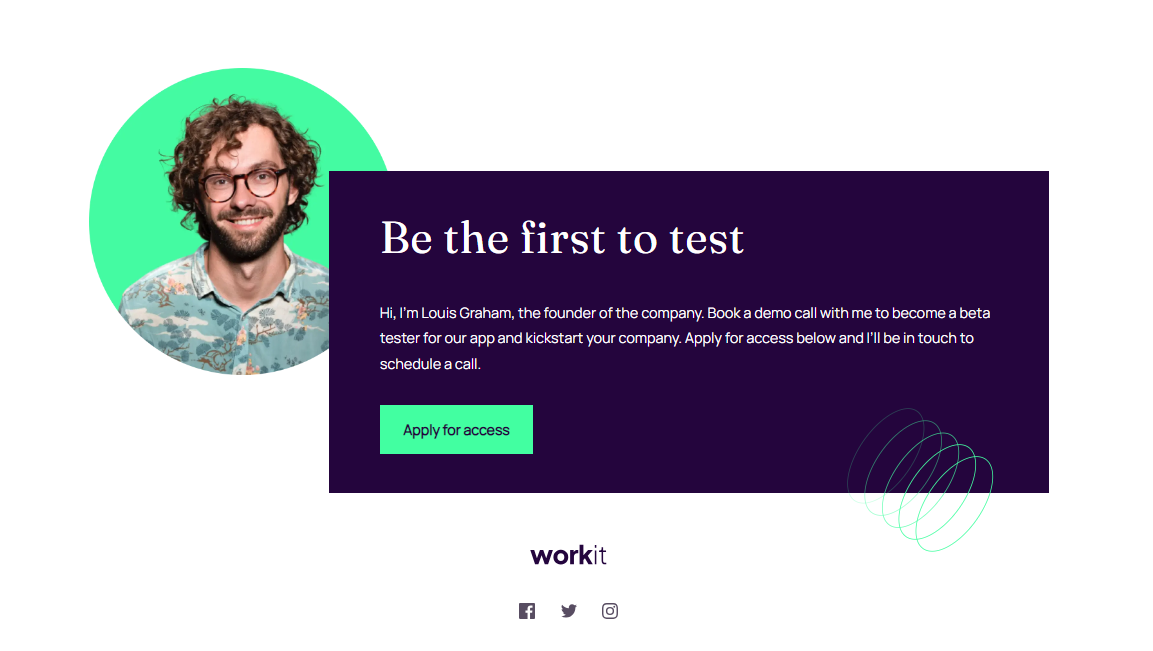 Be the first to test
Hi, I'm Louis Graham, the founder of the company. Book a demo call with me to become a beta
tester for our app and kickstart your company. Apply for access below and I'll be in touch to
schedule a call.
Apply for access
workit